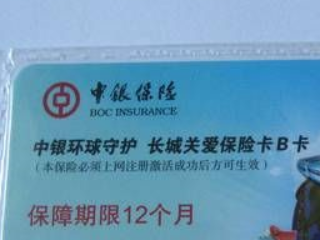 中银保险
BOC INSURANCE
中银环球守护 长城关爱保险卡B卡
(本保险必须上网注册激活成功后方可生效)
保障期限12个月